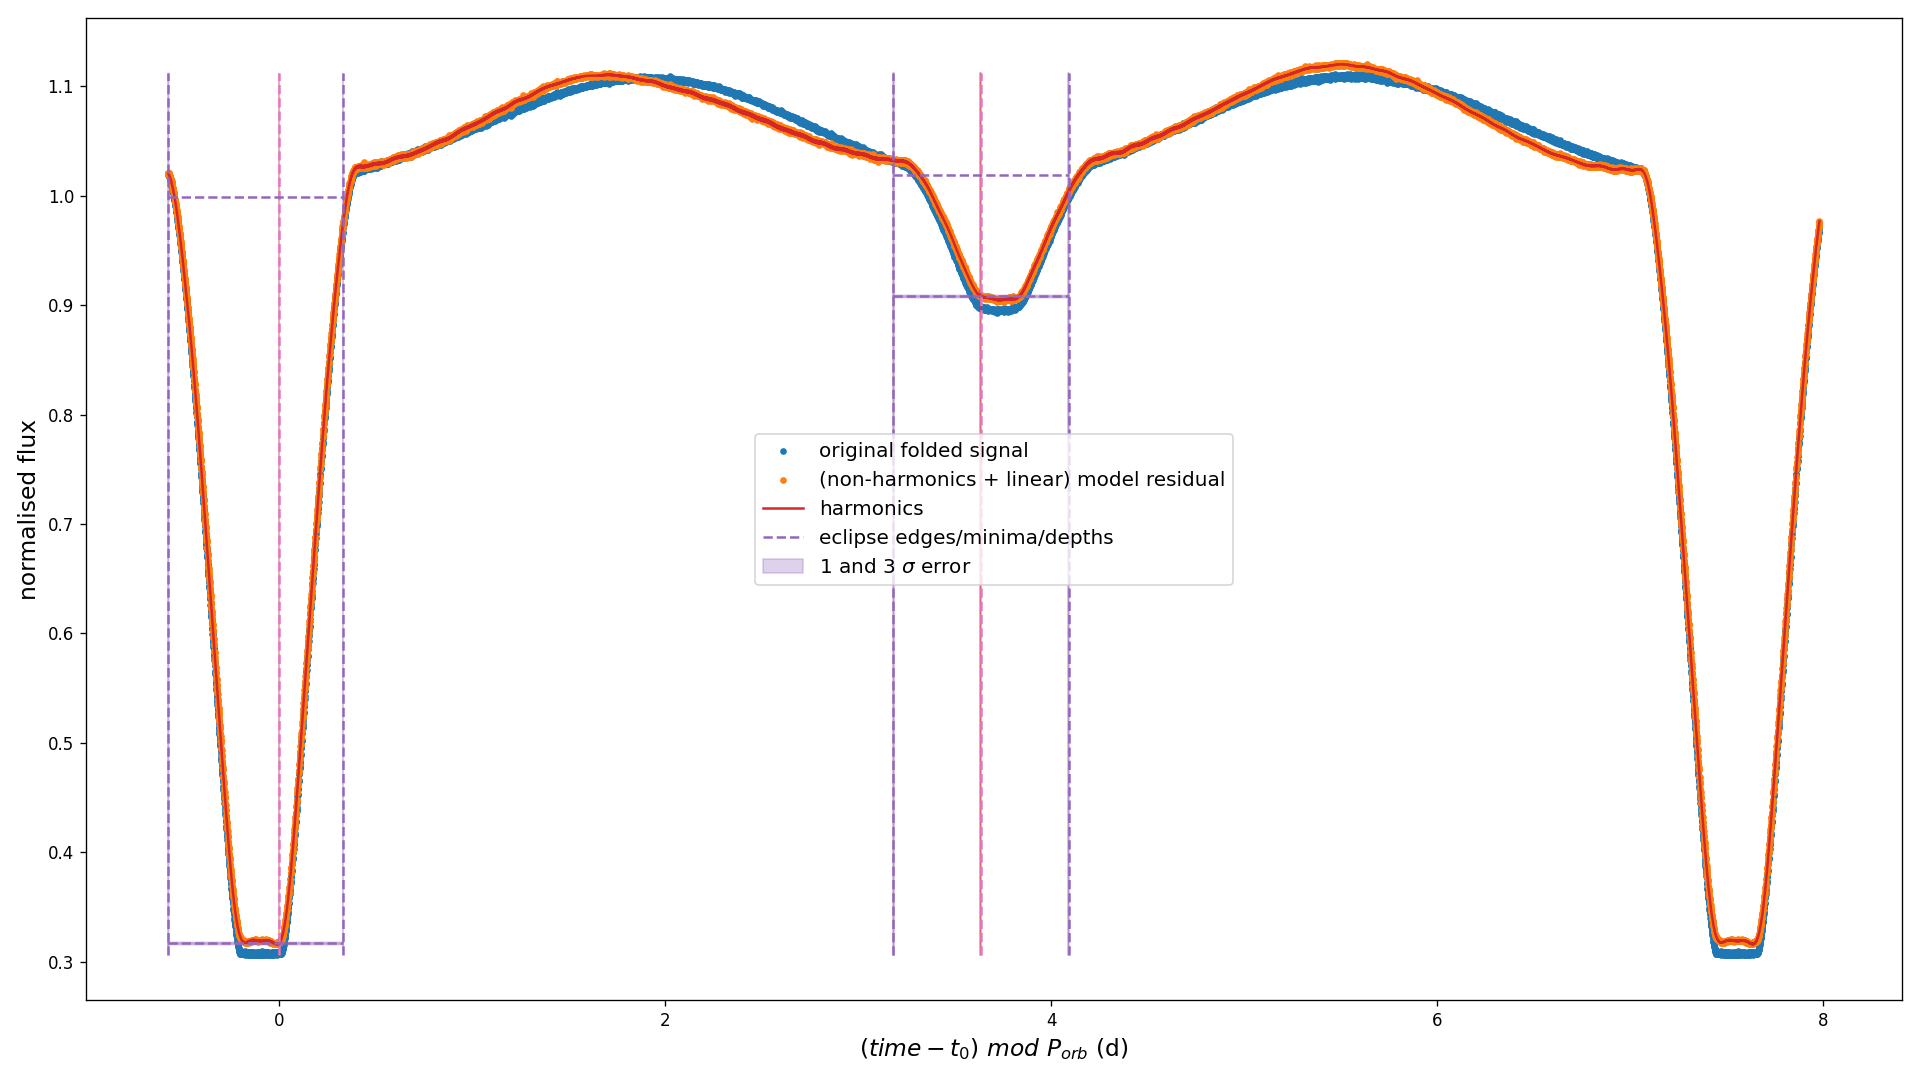 1.1
1.0
0.9
0.8
0.7
0.6
0.5
0.4
0.3
normalised flux
original folded signal
(non-harmonics + linear) model residual
harmonics
eclipse edges/minima/depths
1 and 3 σ error
0 2 4 6 8
(time − t₀) mod Pₒᵣb (d)